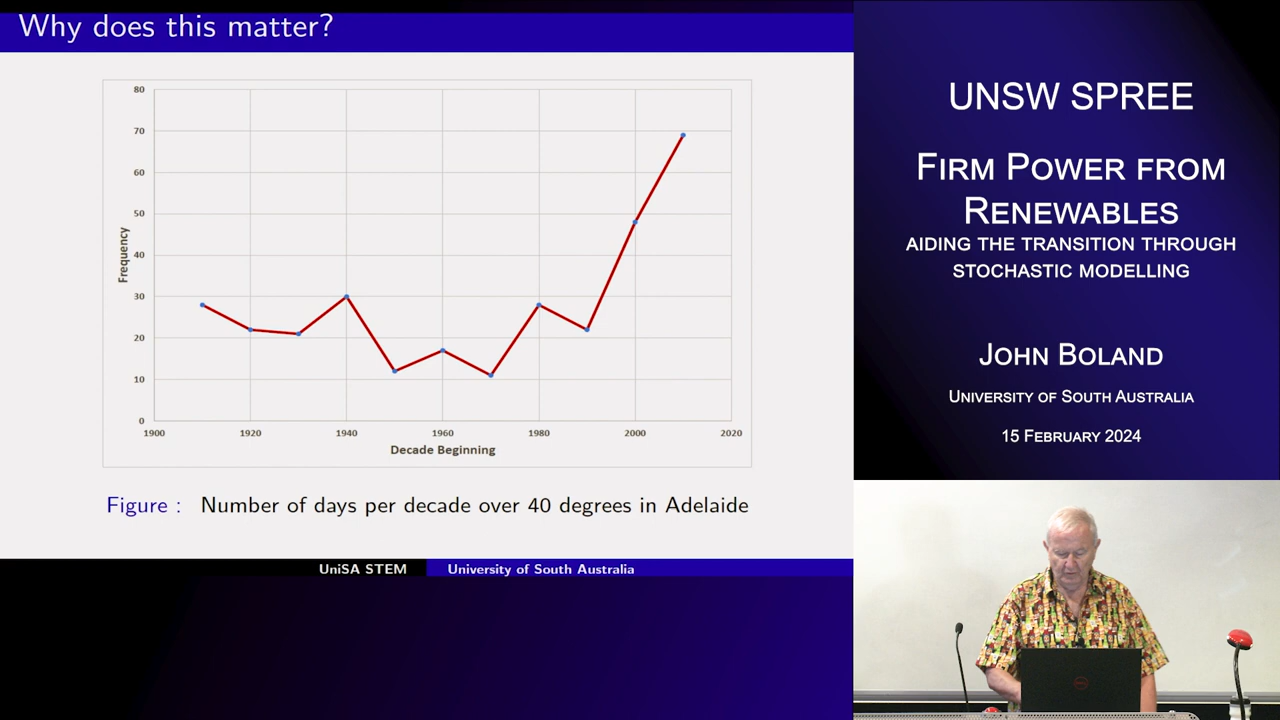 Why does this matter?
80
70
60
50
40
30
20
10
0
Frequency
1900
1920
1940
1960
1980
2000
2020
Decade Beginning
Figure : Number of days per decade over 40 degrees in Adelaide
UniSA STEM
University of South Australia
UNSW SPREE
FIRM POWER FROM
RENEWABLES
AIDING THE TRANSITION THROUGH
STOCHASTIC MODELLING
JOHN BOLAND
UNIVERSITY OF SOUTH AUSTRALIA
15 FEBRUARY 2024
DELL